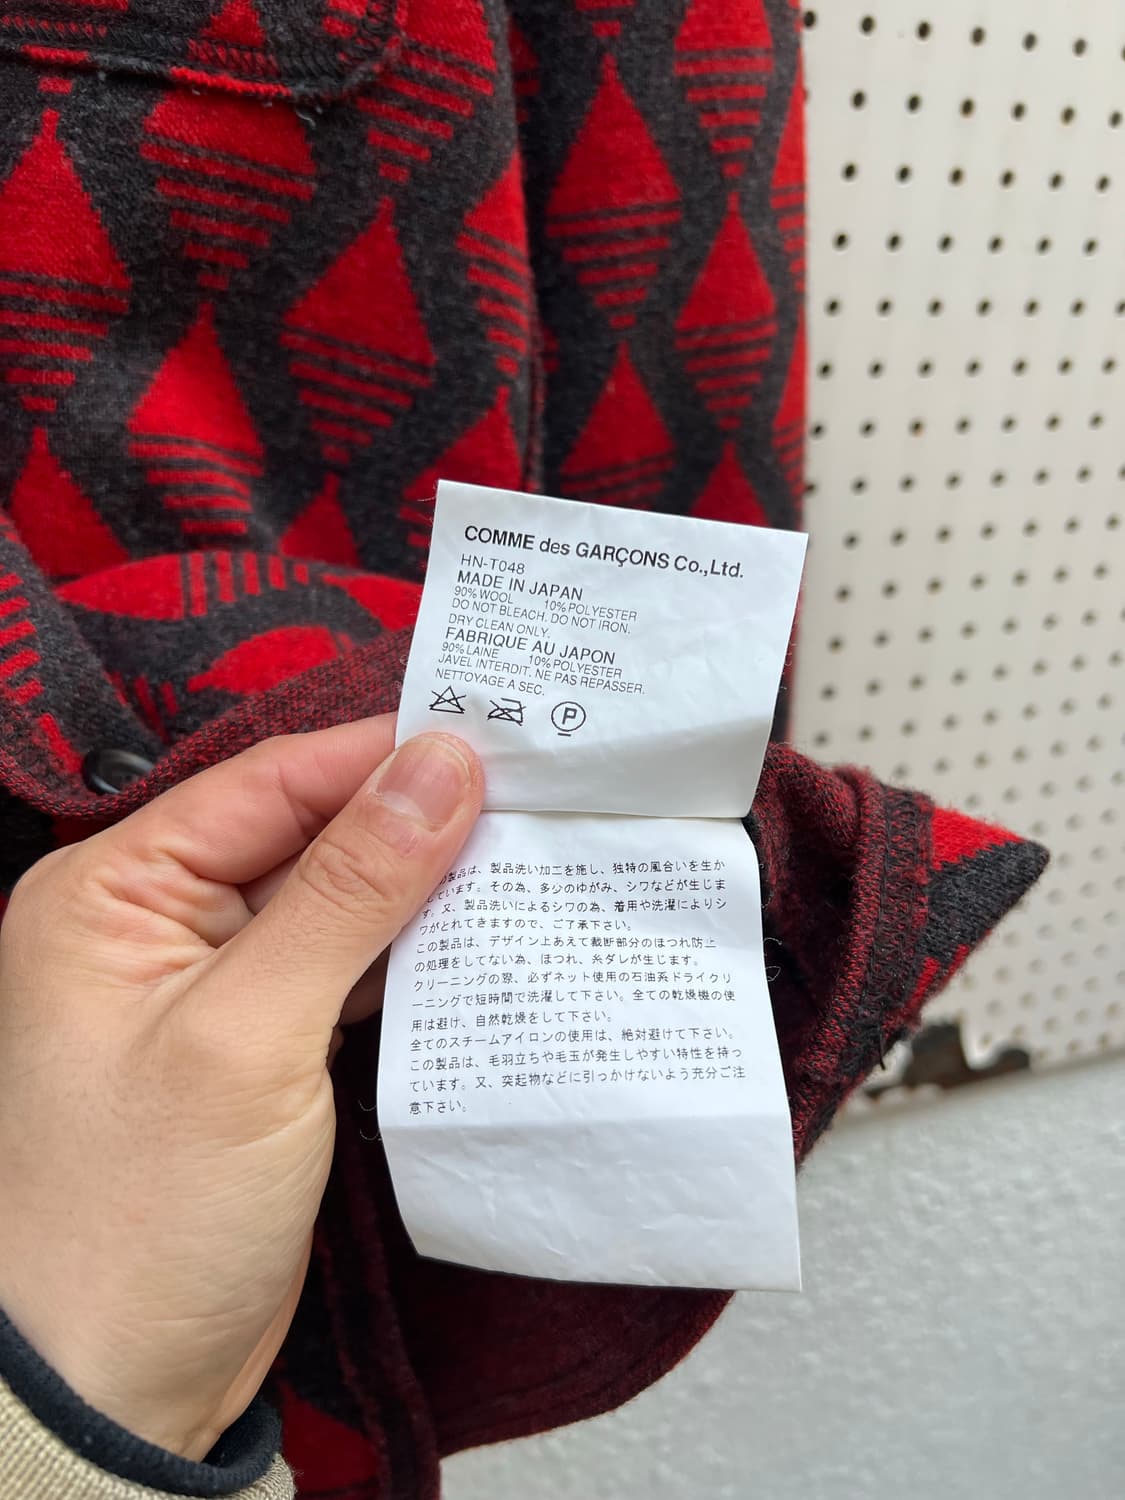 COMME des GARÇONS Co.,Ltd.
HN-T048
MADE IN JAPAN
90% WOOL 10% POLYESTER
DO NOT BLEACH. DO NOT IRON.
DRY CLEAN ONLY.
FABRIQUE AU JAPON
90% LAINE 10% POLYESTER
JAVEL INTERDIT. NE PAS REPASSER.
NETTOYAGE A SEC.
P
の製品は、製品洗い加工を施し、独特の風合いを生か
しています。その為、多少のゆがみ、シワなどが生じま
す。又、製品洗いによるシワの為、着用や洗濯によりシ
ワがとれてきますので、ご了承下さい。
この製品は、デザイン上あえて裁断部分のほつれ防止
の処理をしてない為、ほつれ、糸ダレが生じます。
クリーニングの際、必ずネット使用の石油系ドライクリ
ーニングで短時間で洗濯して下さい。全ての乾燥機の使
用は避け、自然乾燥をして下さい。
全てのスチームアイロンの使用は、絶対避けて下さい。
この製品は、毛羽立ちや毛玉が発生しやすい特性を持っ
ています。又、突起物などに引っかけないよう充分ご注
意下さい。